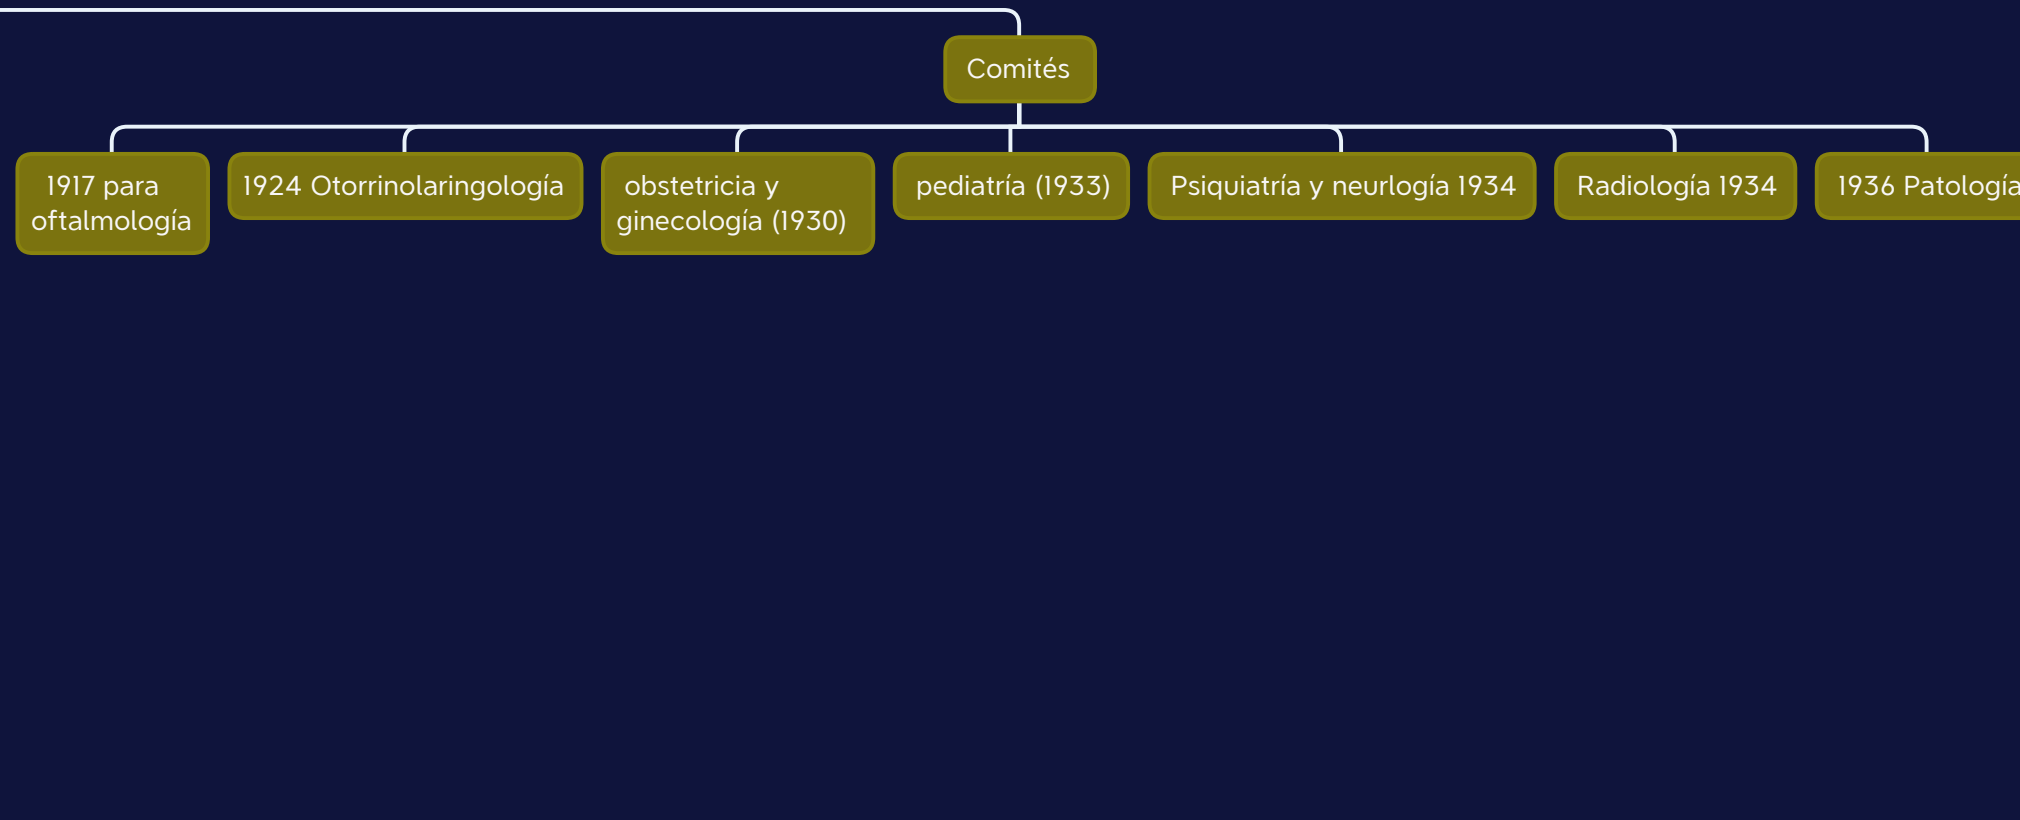 Comités
1917 para
oftalmología
1924 Otorrinolaringología
obstetricia y
ginecología (1930)
pediatría (1933)
Psiquiatría y neurlogía 1934
Radiología 1934
1936 Patología